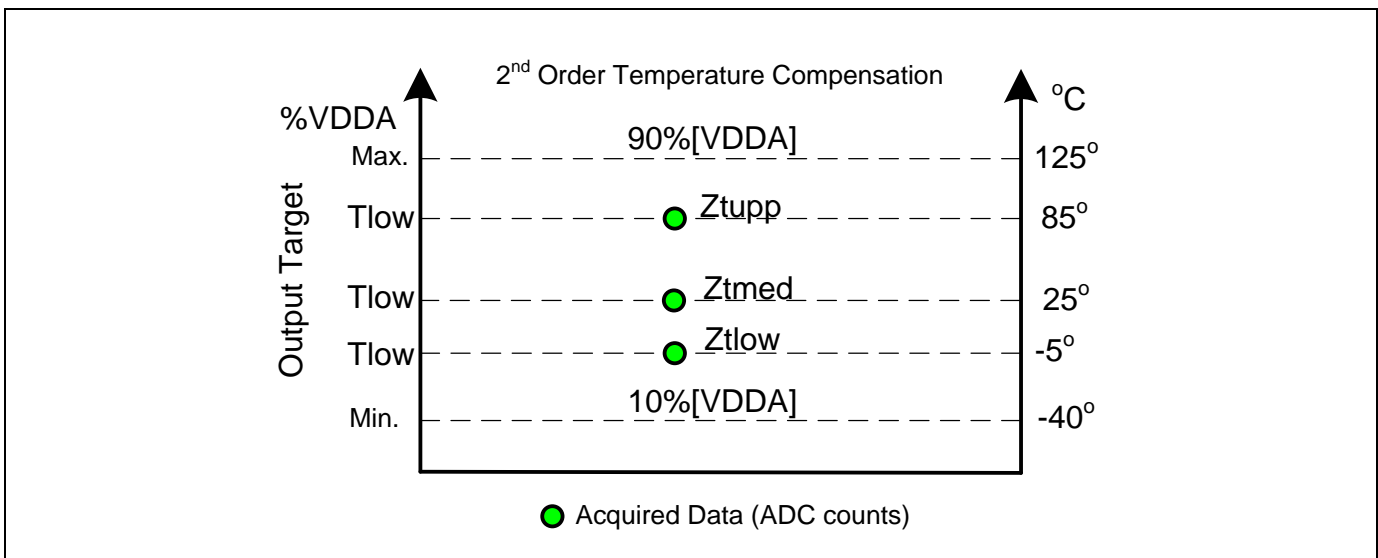 2nd Order Temperature Compensation
%VDDA
°C
90%[VDDA]
Max.
125°
Output Target
Tlow
Ztupp
85°
Tlow
Ztmed
25°
Tlow
Ztlow
-5°
10%[VDDA]
Min.
-40°
Acquired Data (ADC counts)